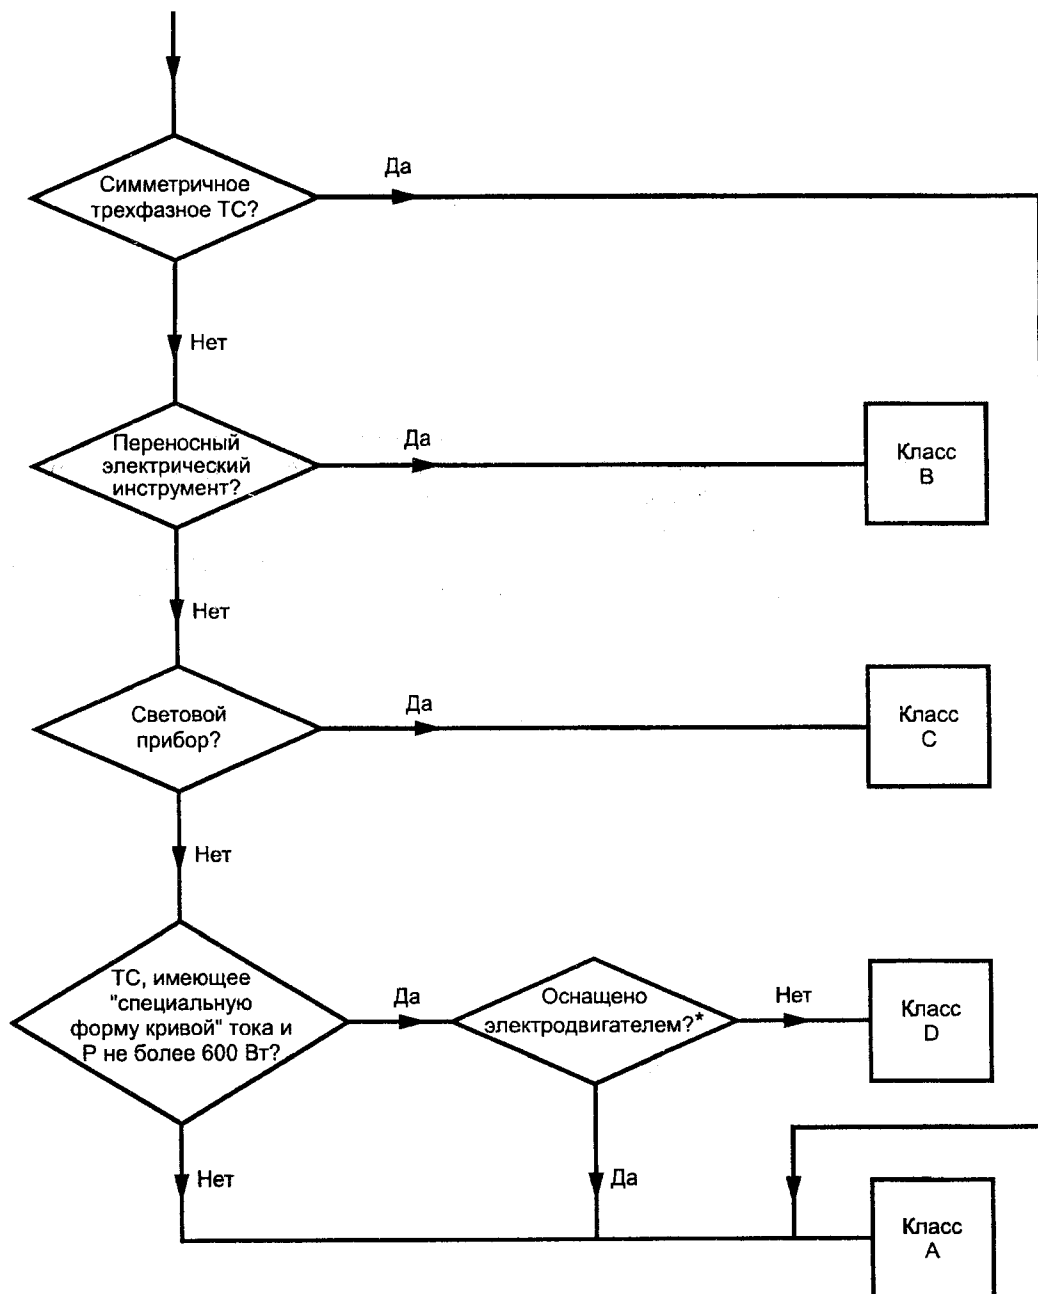 Да
Симметричное
трехфазное ТС?
Нет
Переносный
электрический
инструмент?
Да
Класс
B
Нет
Световой
прибор?
Да
Класс
C
Нет
ТС, имеющее
"специальную
форму кривой" тока и
Р не более 600 Вт?
Да
Оснащено
электродвигателем?*
Нет
Класс
D
Нет
Да
Класс
A